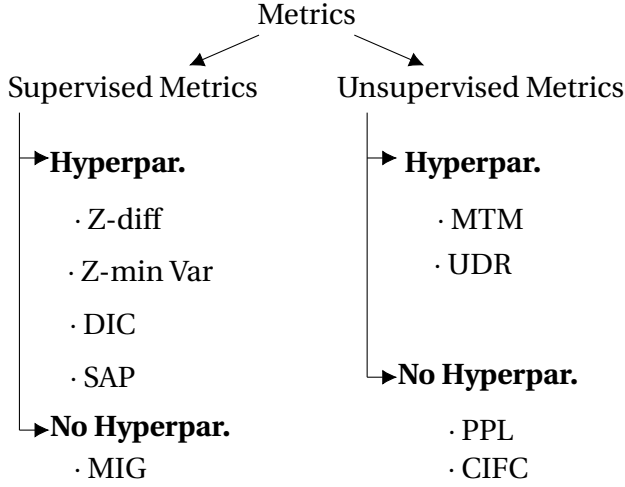 Metrics
Supervised Metrics
Hyperpar.
· Z-diff
· Z-min Var
· DIC
· SAP
No Hyperpar.
· MIG
Unsupervised Metrics
Hyperpar.
· MTM
· UDR
No Hyperpar.
· PPL
· CIFC